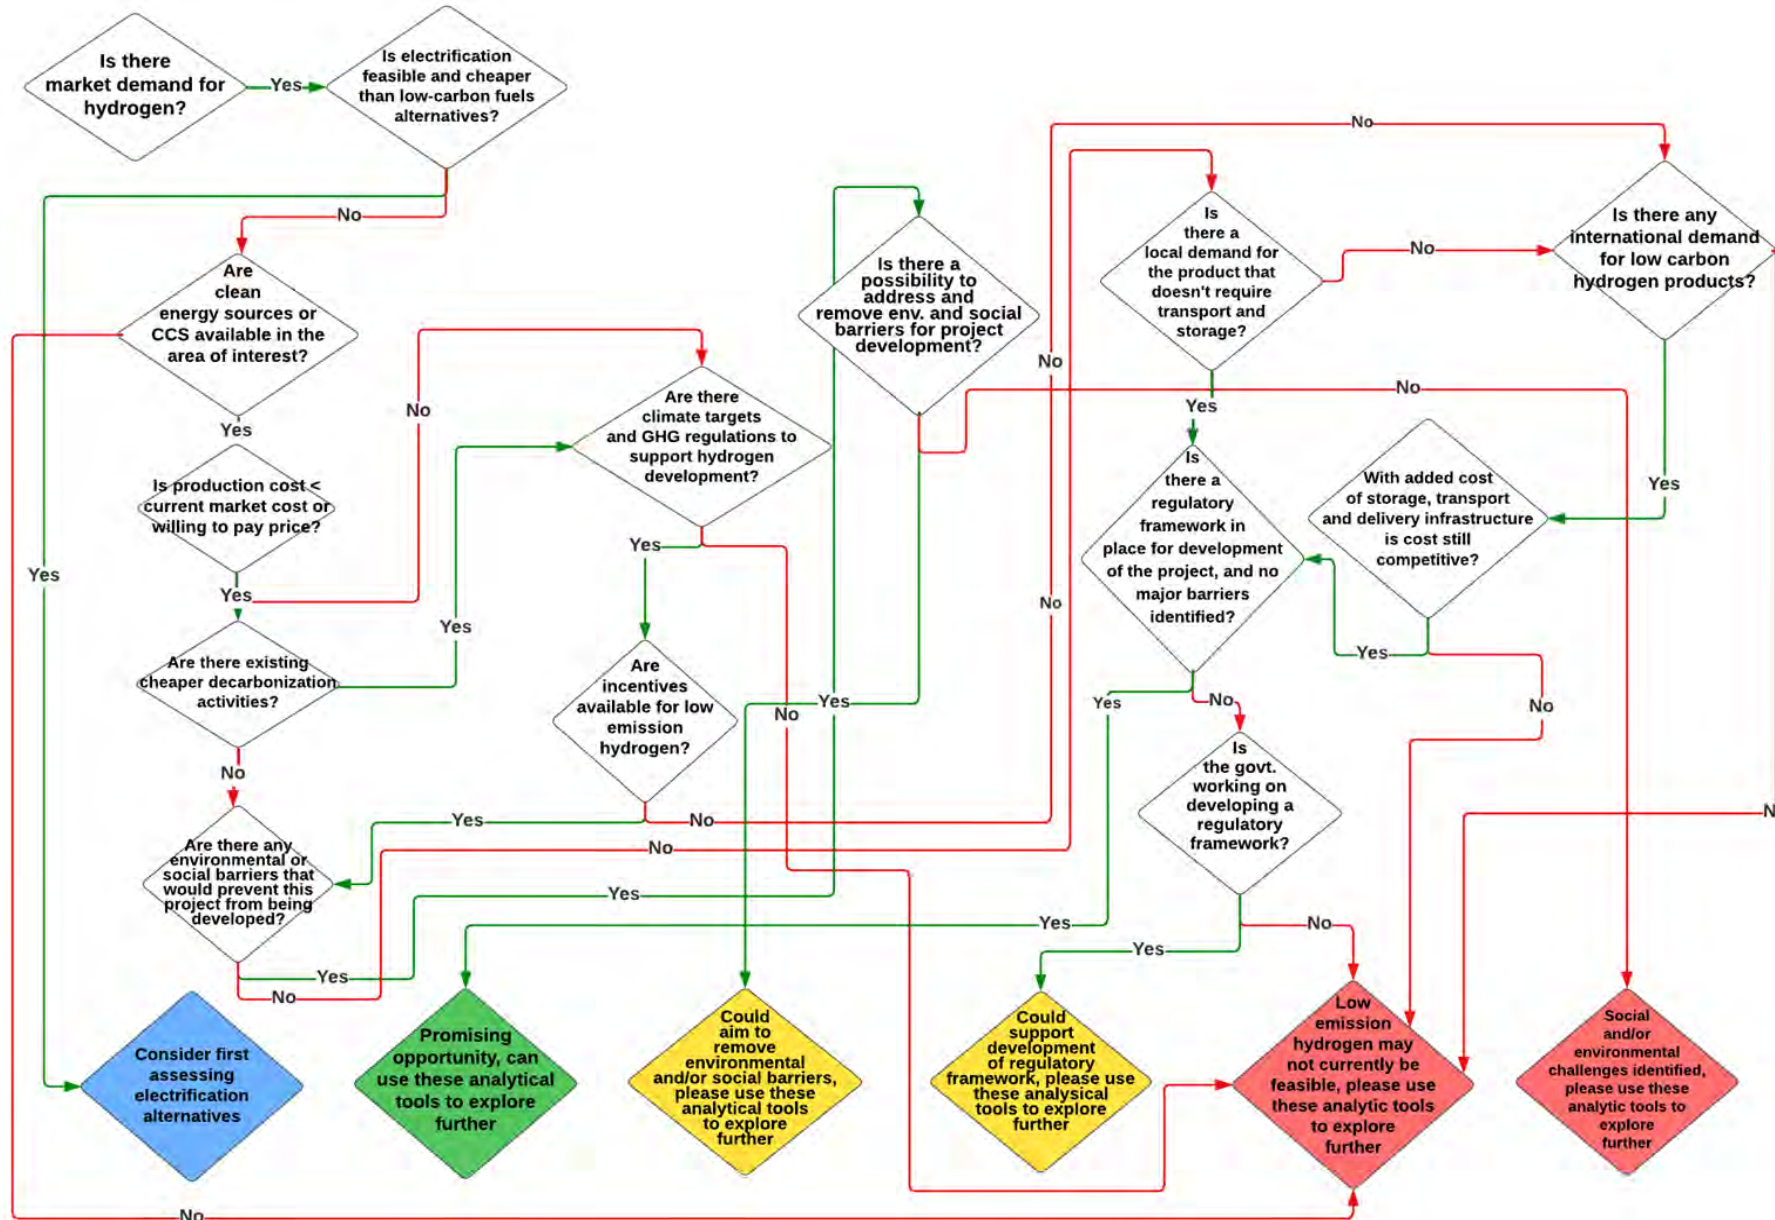 Is there
market demand for
hydrogen?
Yes
Is electrification
feasible and cheaper
than low-carbon fuels
alternatives?
No
Yes
Are
clean
energy sources or
CCS available in the
area of interest?
No
Yes
Is production cost <
current market cost or
willing to pay price?
Yes
No
Are there existing
cheaper decarbonization
activities?
Yes
No
Are there any
environmental or
social barriers that
would prevent this
project from being
developed?
Yes
No
Are there
climate targets
and GHG regulations to
support hydrogen
development?
Yes
No
Are
incentives
available for low
emission
hydrogen?
Yes
No
Is there a
possibility to
address and
remove env. and social
barriers for project
development?
Yes
No
Is
there a
local demand for
the product that
doesn't require
transport and
storage?
No
Yes
Is there any
international demand
for low carbon
hydrogen products?
Yes
With added cost
of storage, transport
and delivery infrastructure
is cost still
competitive?
Yes
No
Is
there a
regulatory
framework in
place for development
of the project, and no
major barriers
identified?
Yes
No
Is
the govt.
working on
developing a
regulatory
framework?
Yes
No
No
No
No
No
Yes
Yes
N
Consider first
assessing
electrification
alternatives
Promising
opportunity, can
use these analytical
tools to explore
further
Could
aim to
remove
environmental
and/or social barriers,
please use these
analytical tools
to explore
further
Could
support
development
of regulatory
framework, please use
these analysical
tools to explore
further
Low
emission
hydrogen may
not currently be
feasible, please use
these analytic tools
to explore
further
Social
and/or
environmental
challenges identified,
please use these
analytic tools to
explore
further